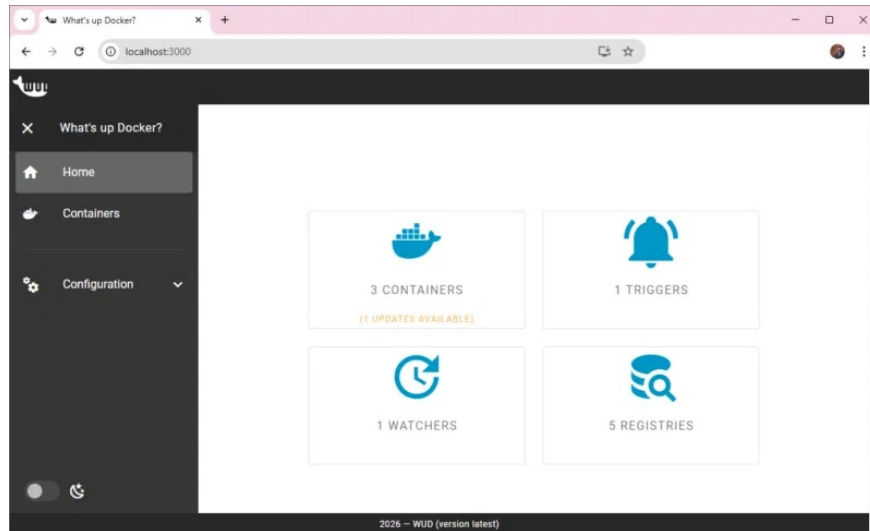 What's up Docker?
localhost:3000
WUD
What's up Docker?
Home
Containers
Configuration
3 CONTAINERS
(1 UPDATES AVAILABLE)
1 TRIGGERS
1 WATCHERS
5 REGISTRIES
2026 — WUD (version latest)